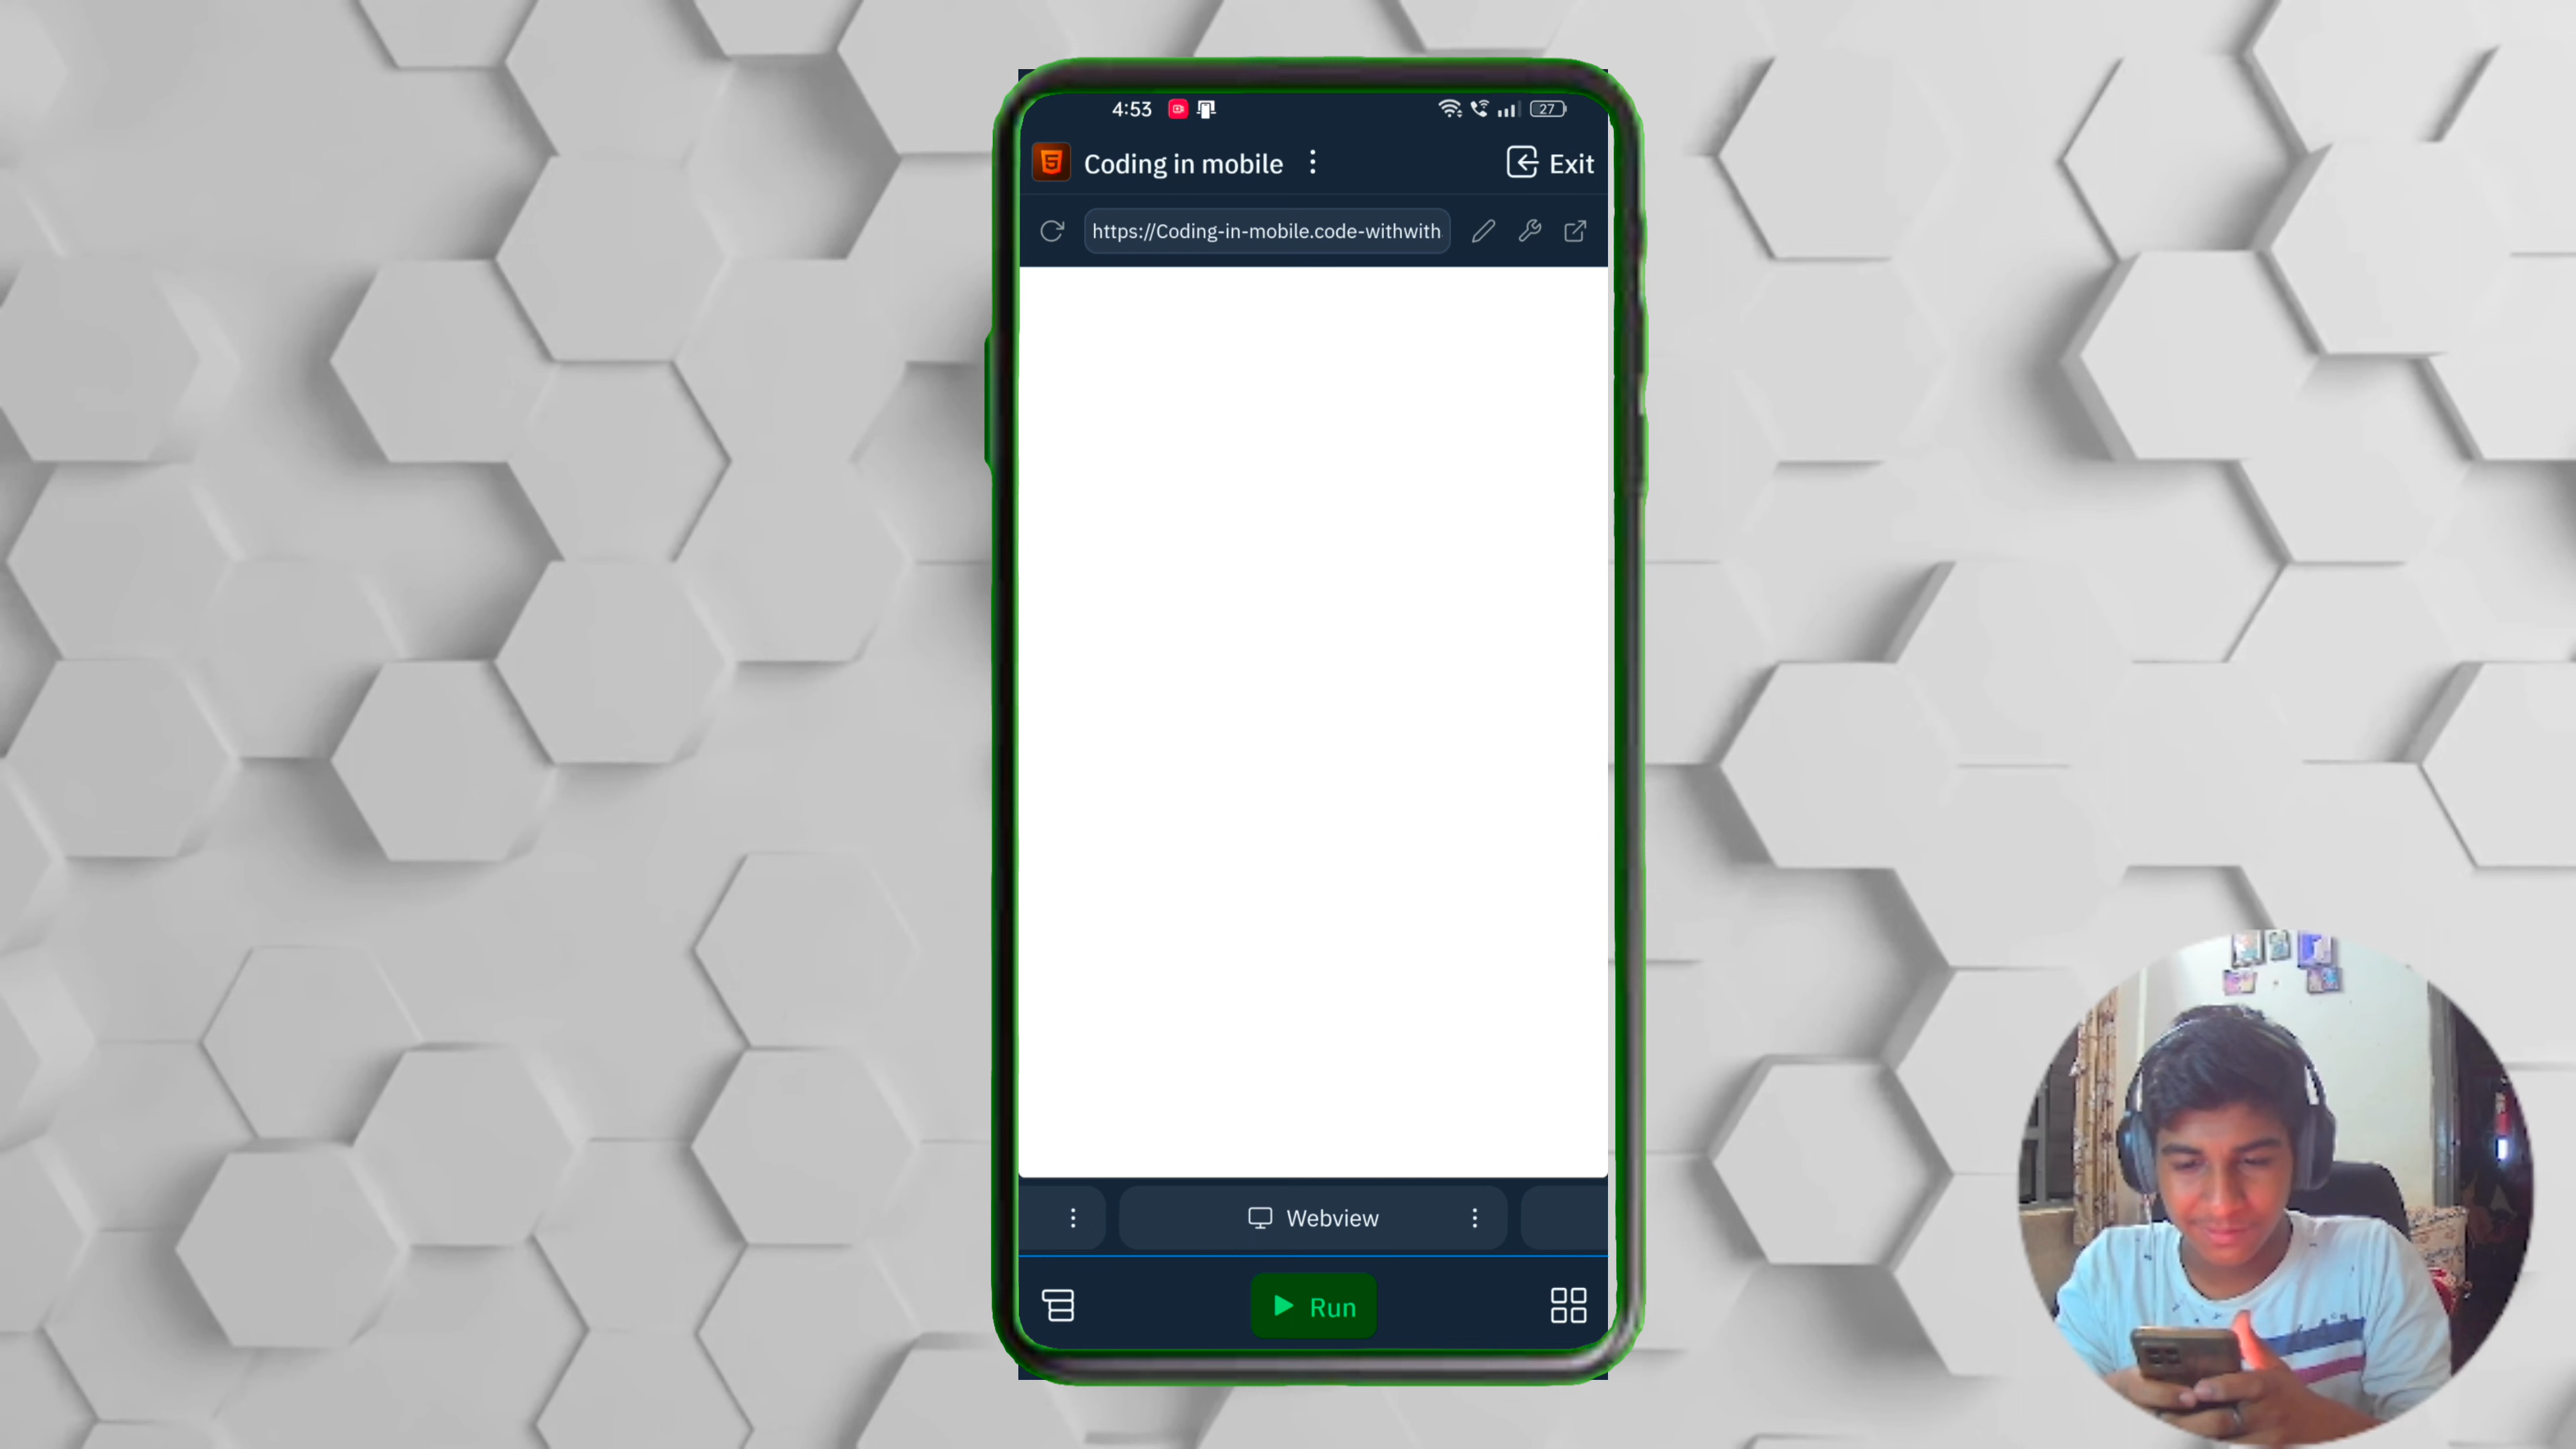 4:53
27
Coding in mobile
Exit
https://Coding-in-mobile.code-withwith
Webview
Run